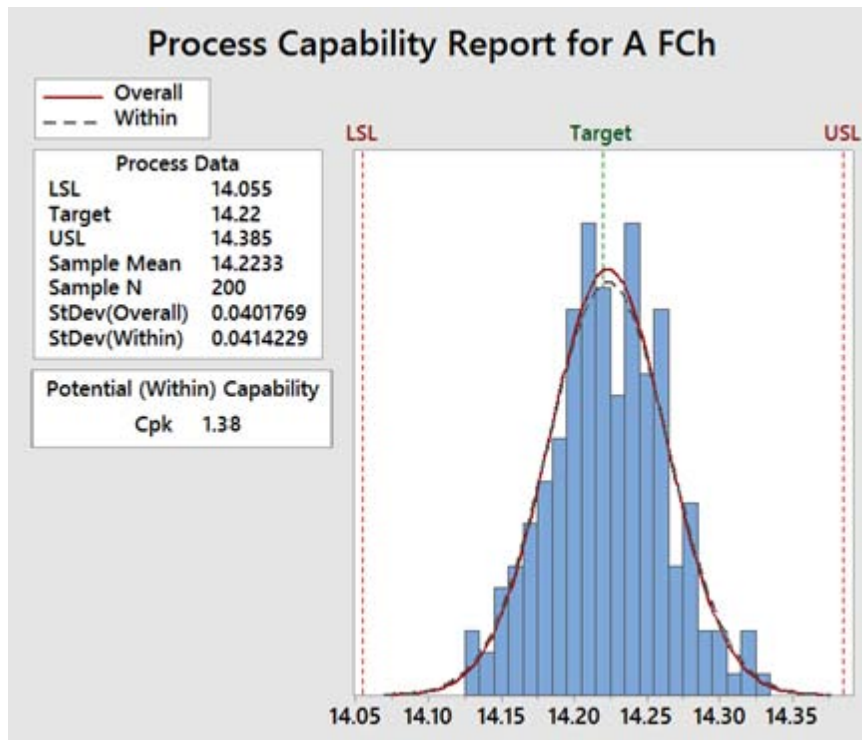 Process Capability Report for A FCh
Overall
Within
LSL Target USL
Process Data
LSL 14.055
Target 14.22
USL 14.385
Sample Mean 14.2233
Sample N 200
StDev(Overall) 0.0401769
StDev(Within) 0.0414229
Potential (Within) Capability
Cpk 1.38
14.05 14.10 14.15 14.20 14.25 14.30 14.35